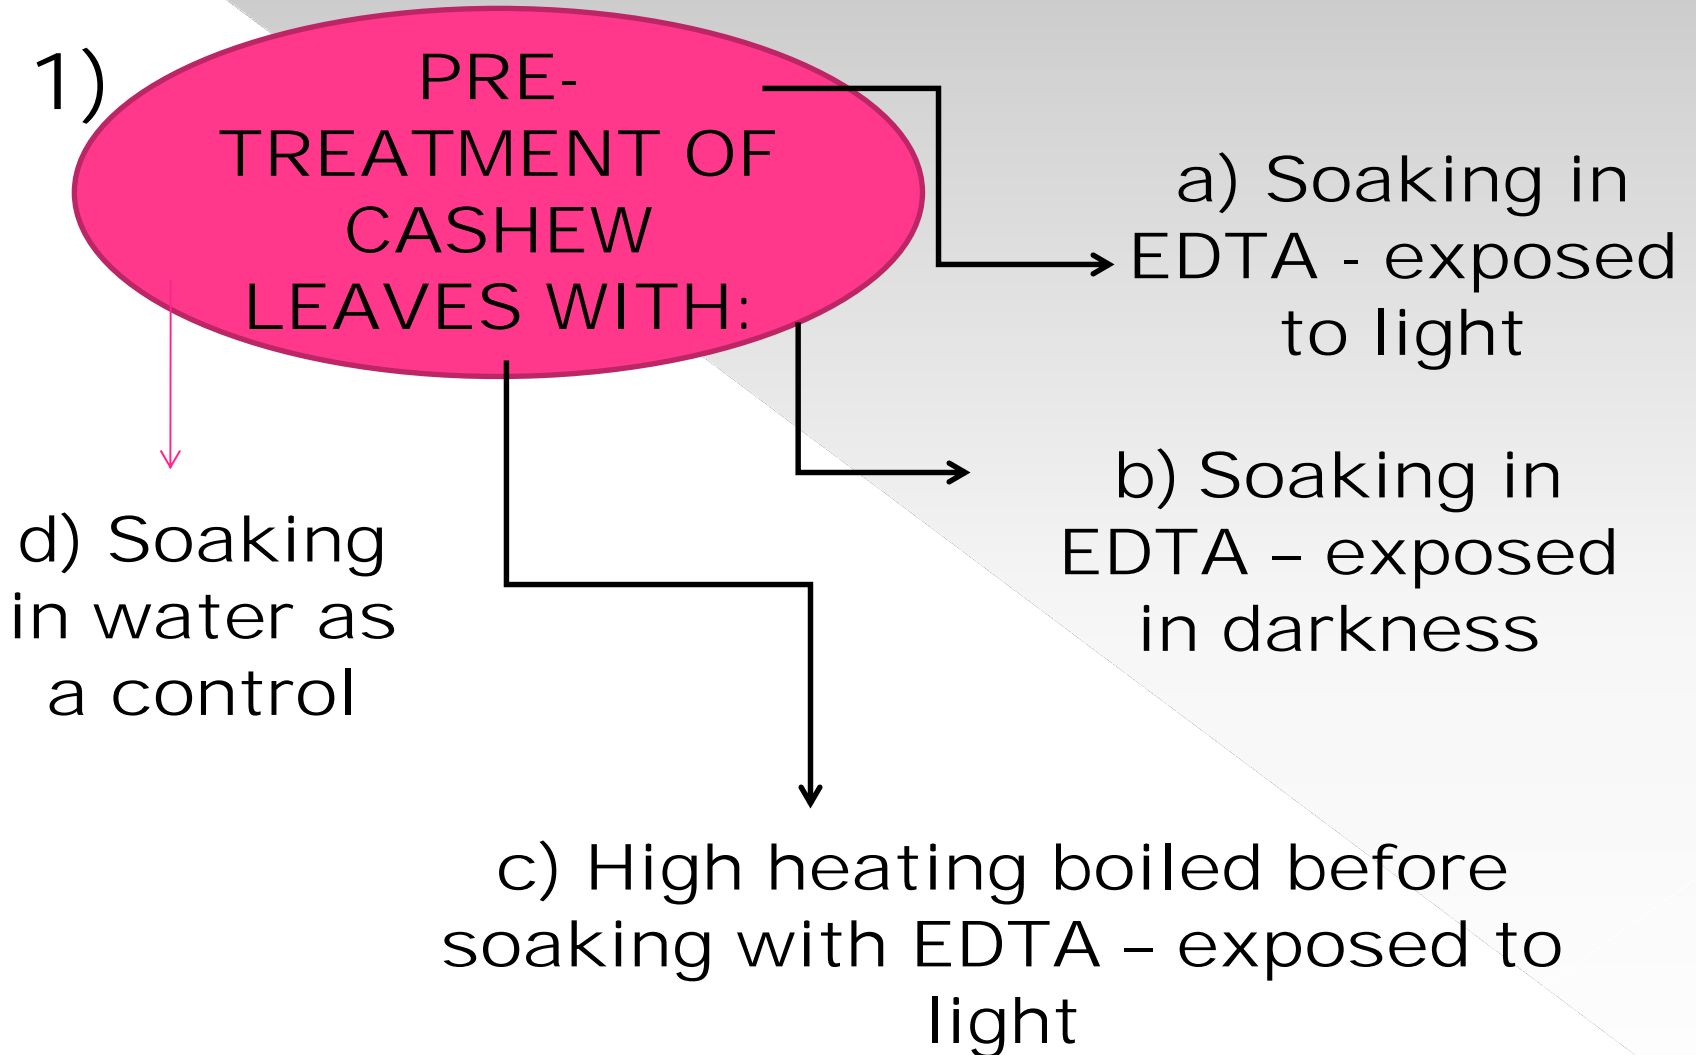 1)
PRE-
TREATMENT OF
CASHEW
LEAVES WITH:
a) Soaking in
EDTA - exposed
to light
b) Soaking in
EDTA – exposed
in darkness
d) Soaking
in water as
a control
c) High heating boiled before
soaking with EDTA – exposed to
light